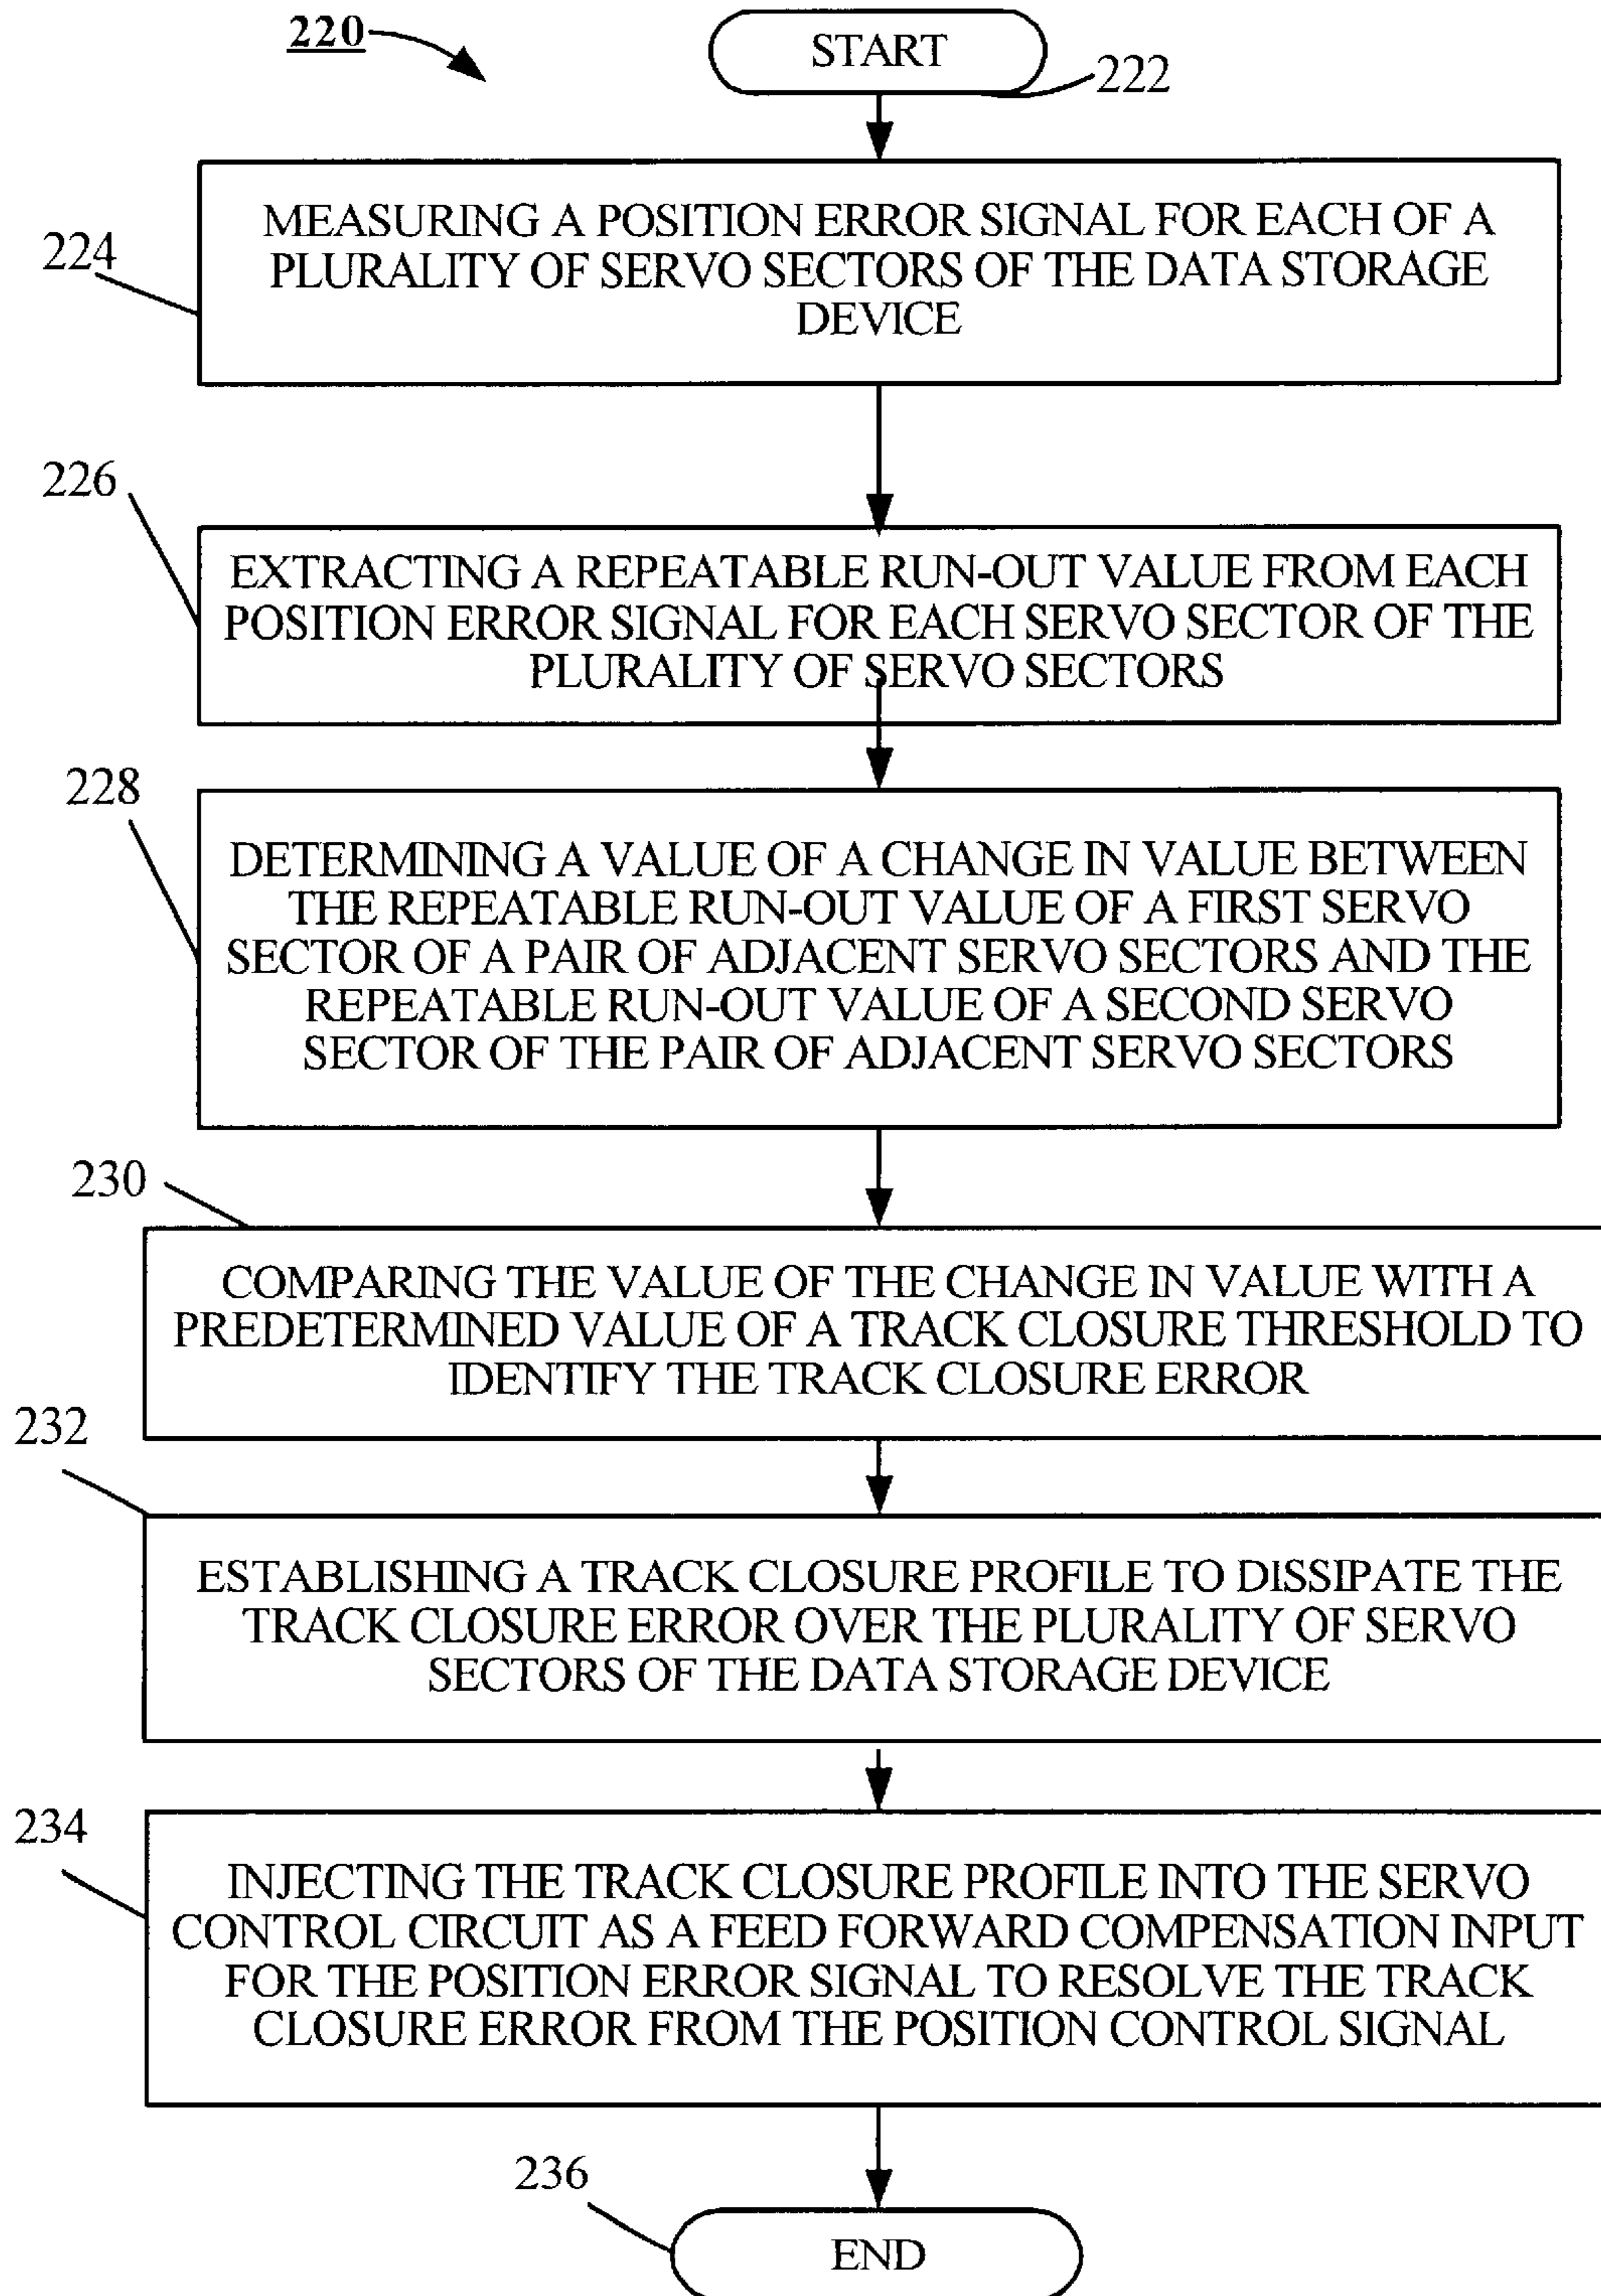 220
START
222
224
MEASURING A POSITION ERROR SIGNAL FOR EACH OF A
PLURALITY OF SERVO SECTORS OF THE DATA STORAGE
DEVICE
226
EXTRACTING A REPEATABLE RUN-OUT VALUE FROM EACH
POSITION ERROR SIGNAL FOR EACH SERVO SECTOR OF THE
PLURALITY OF SERVO SECTORS
228
DETERMINING A VALUE OF A CHANGE IN VALUE BETWEEN
THE REPEATABLE RUN-OUT VALUE OF A FIRST SERVO
SECTOR OF A PAIR OF ADJACENT SERVO SECTORS AND THE
REPEATABLE RUN-OUT VALUE OF A SECOND SERVO
SECTOR OF THE PAIR OF ADJACENT SERVO SECTORS
230
COMPARING THE VALUE OF THE CHANGE IN VALUE WITH A
PREDETERMINED VALUE OF A TRACK CLOSURE THRESHOLD TO
IDENTIFY THE TRACK CLOSURE ERROR
232
ESTABLISHING A TRACK CLOSURE PROFILE TO DISSIPATE THE
TRACK CLOSURE ERROR OVER THE PLURALITY OF SERVO
SECTORS OF THE DATA STORAGE DEVICE
234
INJECTING THE TRACK CLOSURE PROFILE INTO THE SERVO
CONTROL CIRCUIT AS A FEED FORWARD COMPENSATION INPUT
FOR THE POSITION ERROR SIGNAL TO RESOLVE THE TRACK
CLOSURE ERROR FROM THE POSITION CONTROL SIGNAL
236
END